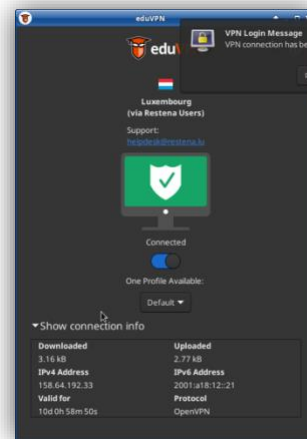 eduVPN
VPN Login Message
VPN connection has be
edu
Luxembourg
(via Restena Users)
Support:
helpdesk@restena.lu
Connected
One Profile Available:
Default
Show connection info
Downloaded Uploaded
3.16 kB 2.77 kB
IPv4 Address IPv6 Address
158.64.192.33 2001:a18:12::21
Valid for Protocol
10d 0h 58m 50s OpenVPN